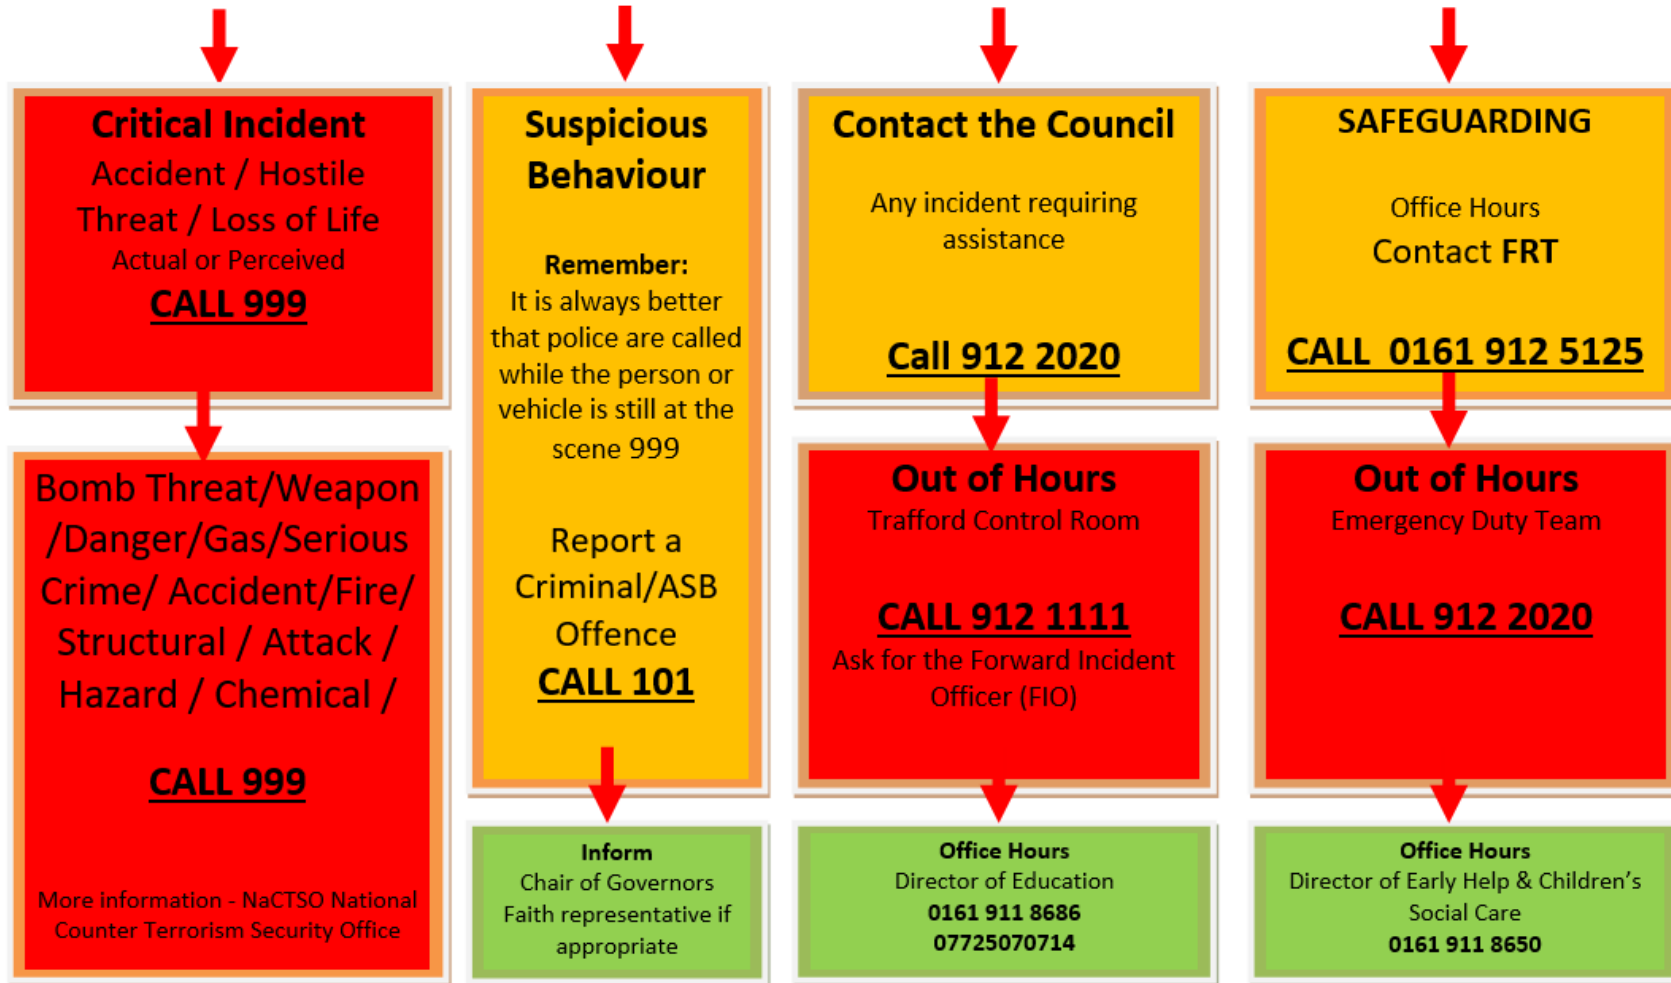 Critical Incident
Accident / Hostile
Threat / Loss of Life
Actual or Perceived
CALL 999
Bomb Threat/Weapon
/Danger/Gas/Serious
Crime/ Accident/Fire/
Structural / Attack /
Hazard / Chemical /
CALL 999
More information - NaCTSO National
Counter Terrorism Security Office
Suspicious
Behaviour
Remember:
It is always better
that police are called
while the person or
vehicle is still at the
scene 999
Report a
Criminal/ASB
Offence
CALL 101
Inform
Chair of Governors
Faith representative if
appropriate
Contact the Council
Any incident requiring
assistance
Call 912 2020
Out of Hours
Trafford Control Room
CALL 912 1111
Ask for the Forward Incident
Officer (FIO)
Office Hours
Director of Education
0161 911 8686
07725070714
SAFEGUARDING
Office Hours
Contact FRT
CALL  0161 912 5125
Out of Hours
Emergency Duty Team
CALL 912 2020
Office Hours
Director of Early Help & Children’s
Social Care
0161 911 8650